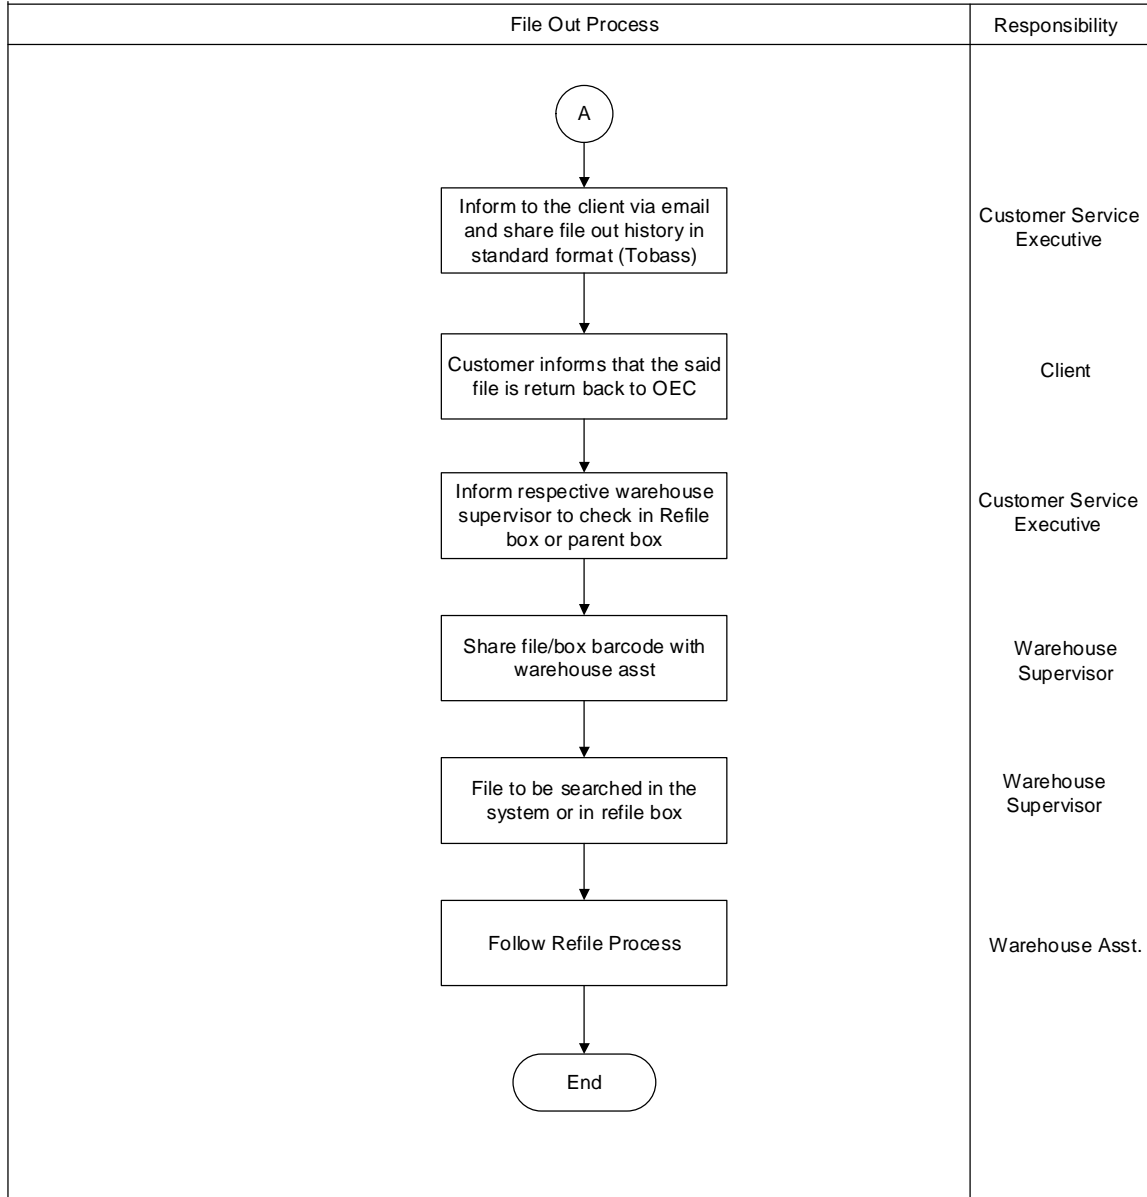 File Out Process
Responsibility
A
Inform to the client via email
and share file out history in
standard format (Tobass)
Customer Service
Executive
Customer informs that the said
file is return back to OEC
Client
Inform respective warehouse
supervisor to check in Refile
box or parent box
Customer Service
Executive
Share file/box barcode with
warehouse asst
Warehouse
Supervisor
File to be searched in the
system or in refile box
Warehouse
Supervisor
Follow Refile Process
Warehouse Asst.
End